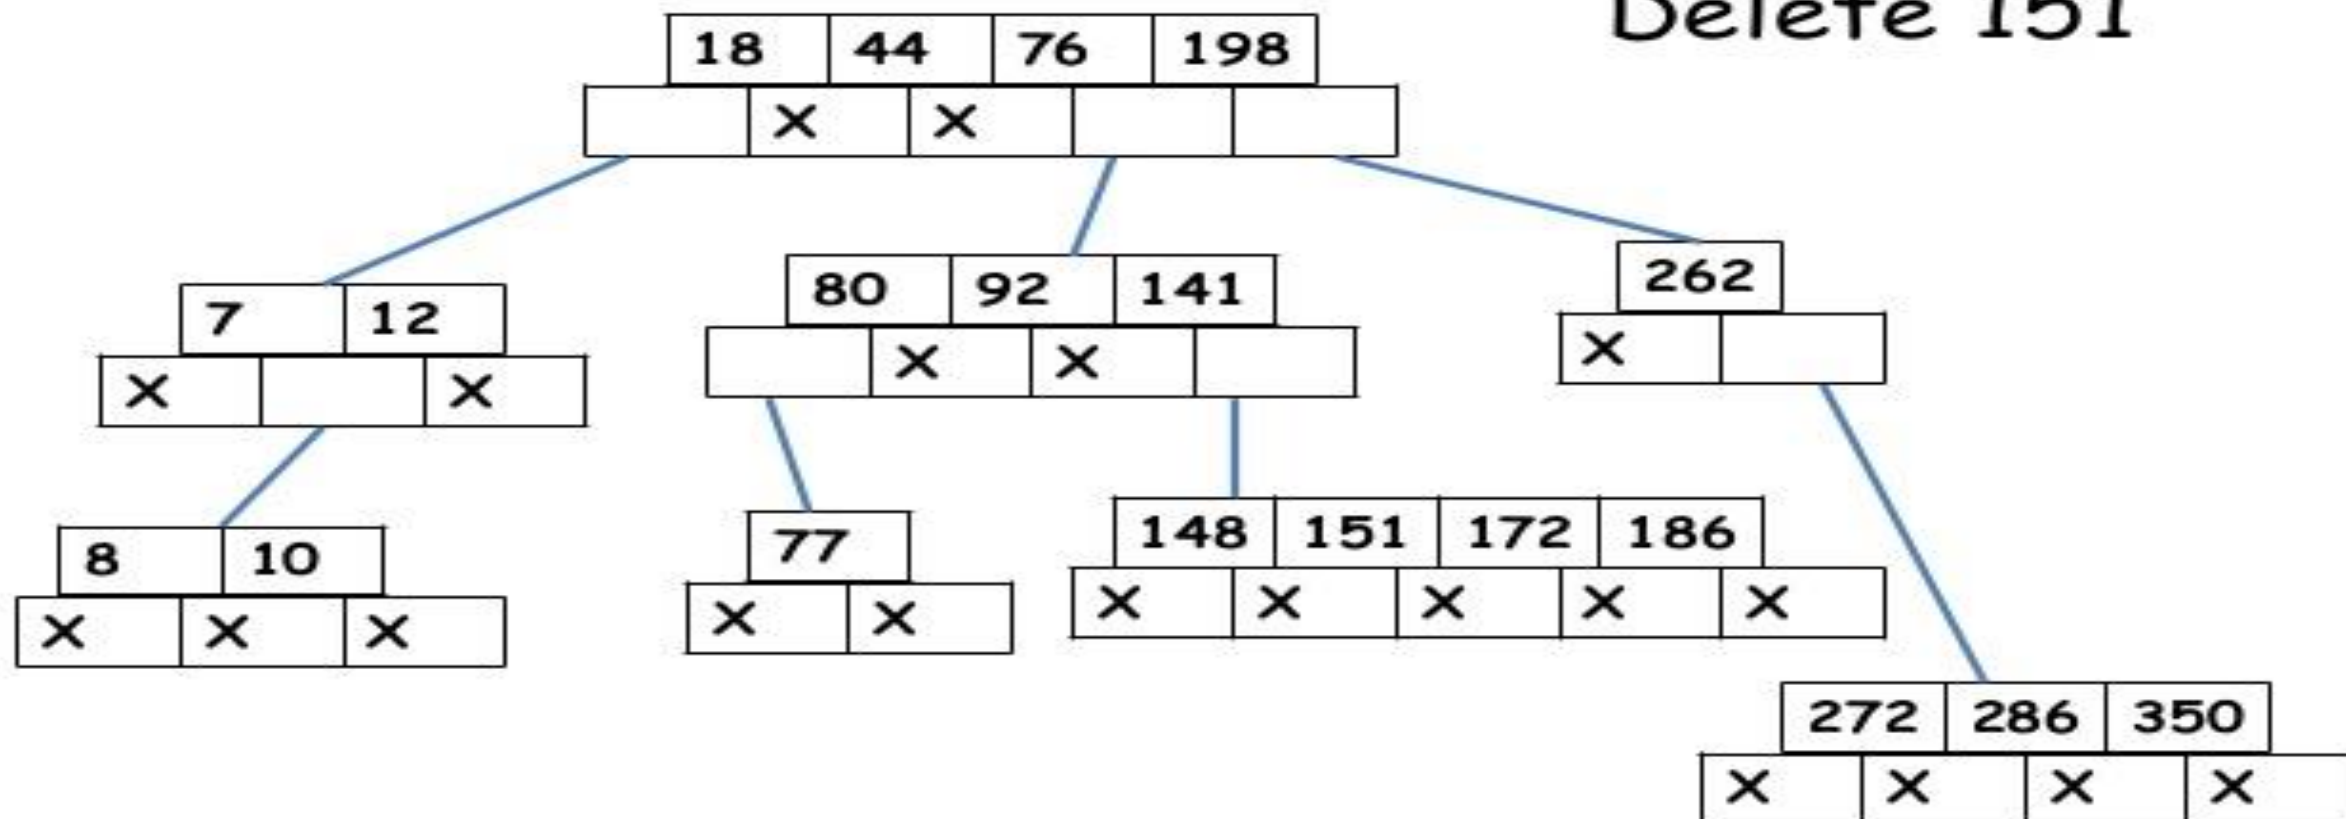 Delete 151
18 44 76 198
X X
7 12
X X
80 92 141
X X
262
X
8 10
X X X
77
X X
148 151 172 186
X X X X X
272 286 350
X X X X